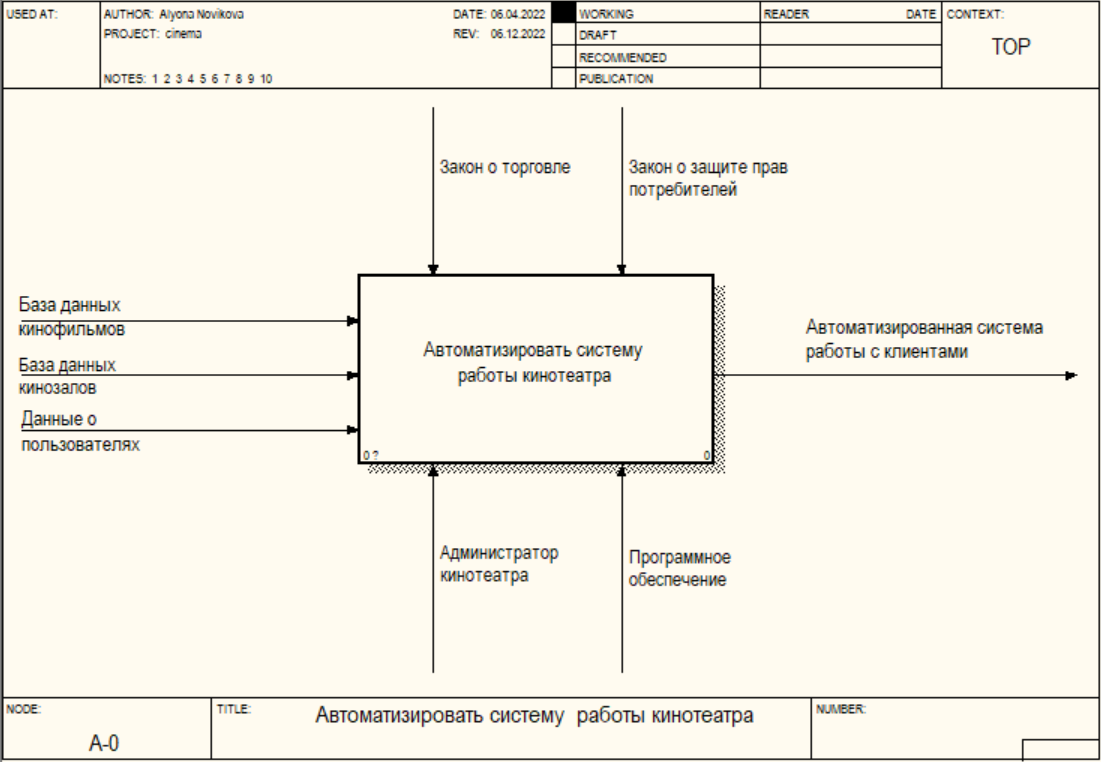 USED AT:
AUTHOR: Alyona Novikova
DATE: 06.04.2022
WORKING
READER
DATE
CONTEXT:
PROJECT: cinema
REV: 06.12.2022
DRAFT
TOP
RECOMMENDED
NOTES: 1 2 3 4 5 6 7 8 9 10
PUBLICATION
Закон о торговле
Закон о защите прав
потребителей
База данных
кинофильмов
База данных
кинозалов
Данные о
пользователях
Автоматизировать систему
работы кинотеатра
0 ?
0
Автоматизированная система
работы с клиентами
Администратор
кинотеатра
Программное
обеспечение
NODE:
A-0
TITLE:
Автоматизировать систему работы кинотеатра
NUMBER: